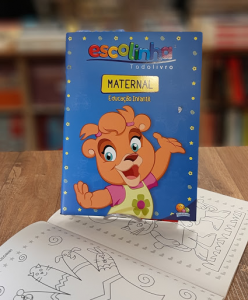 escolinha
Todolivro
MATERNAL
Educação Infantil